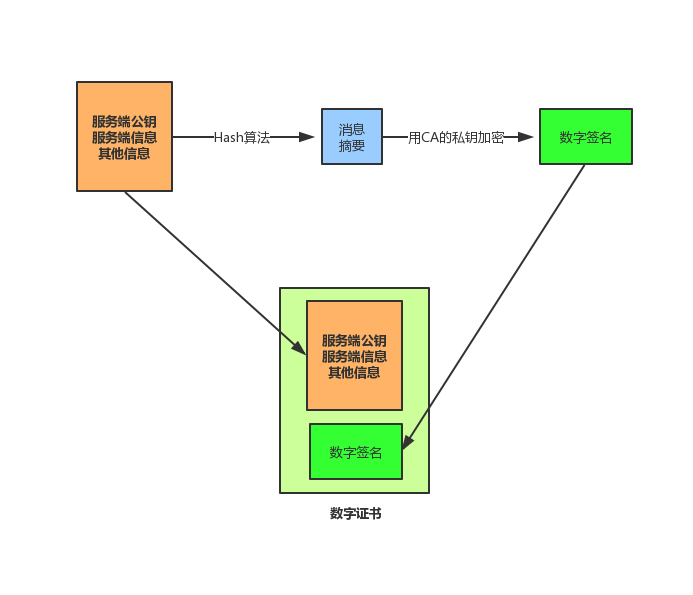 服务端公钥
服务端信息
其他信息
Hash算法
消息
摘要
用CA的私钥加密
数字签名
服务端公钥
服务端信息
其他信息
数字签名
数字证书